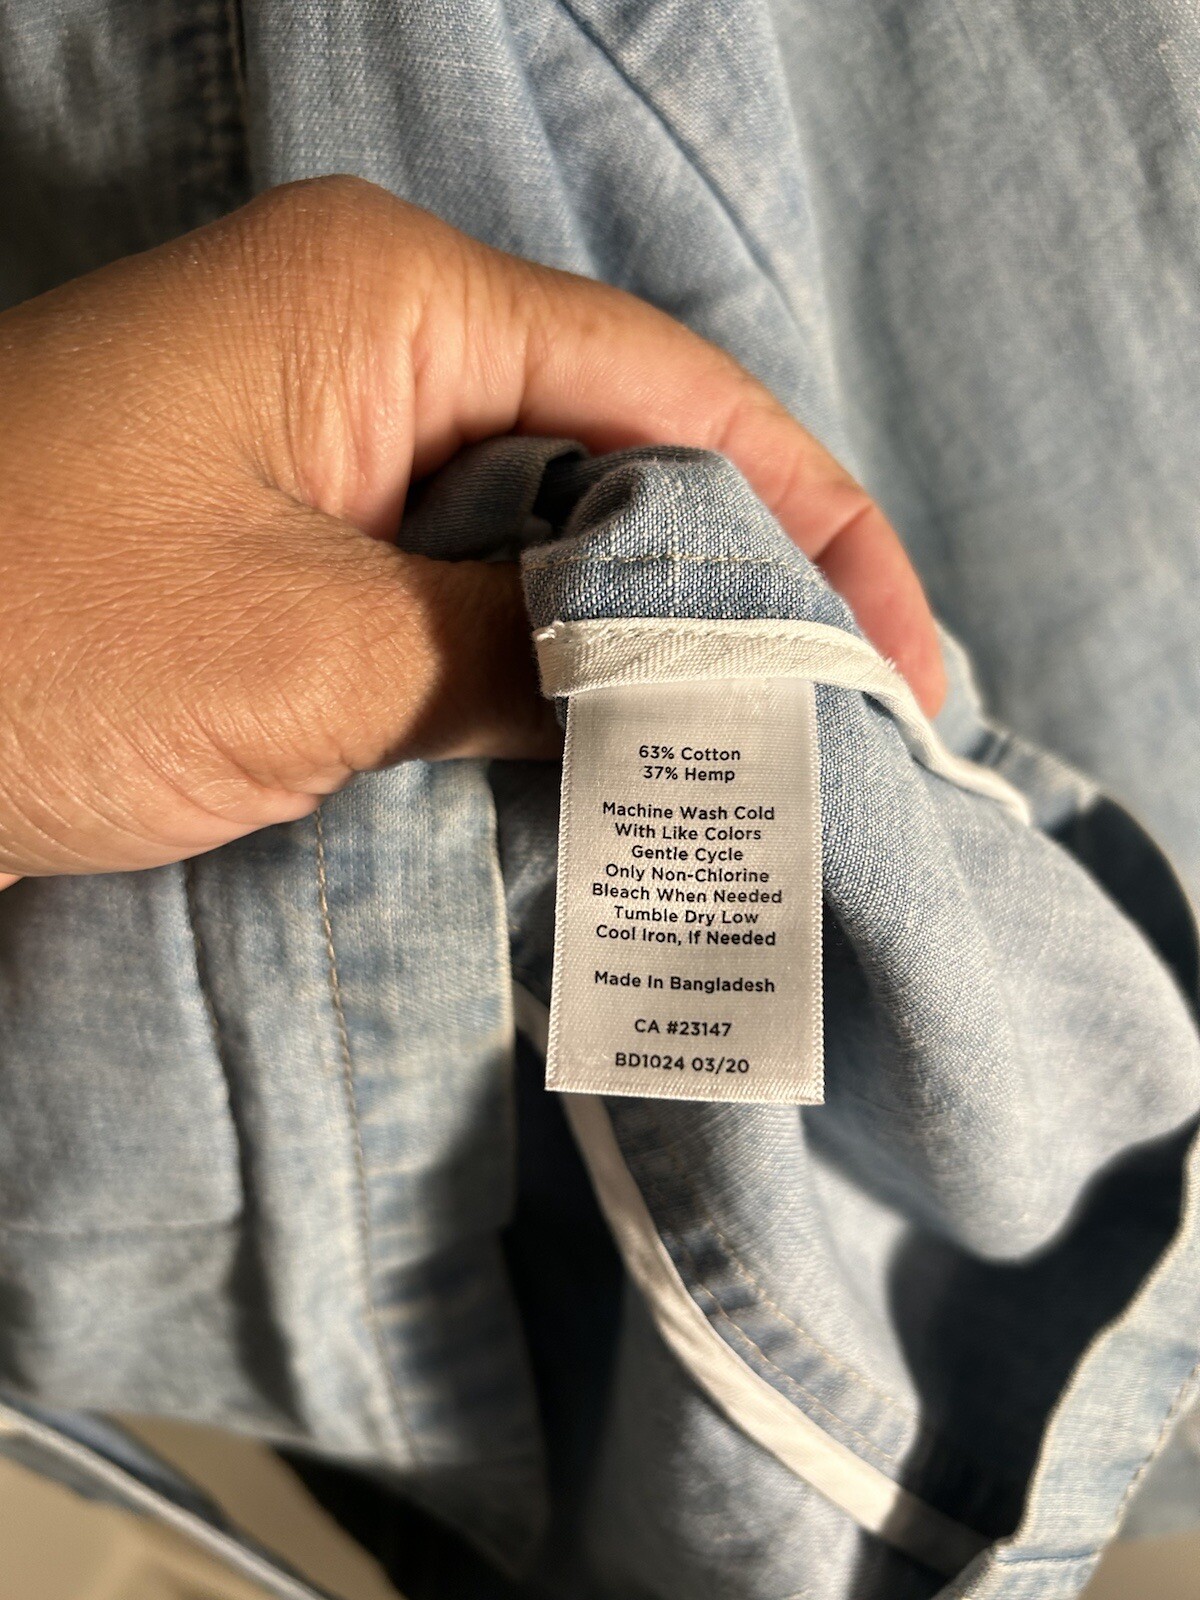 63% Cotton
37% Hemp
Machine Wash Cold
With Like Colors
Gentle Cycle
Only Non-Chlorine
Bleach When Needed
Tumble Dry Low
Cool Iron, If Needed
Made In Bangladesh
CA #23147
BD1024 03/20